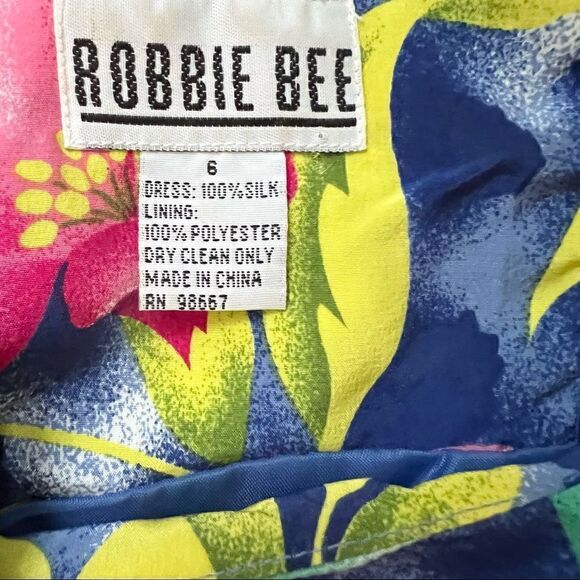 ROBBIE BEE
6
DRESS: 100%SILK
LINING:
100% POLYESTER
DRY CLEAN ONLY
MADE IN CHINA
RN 98667